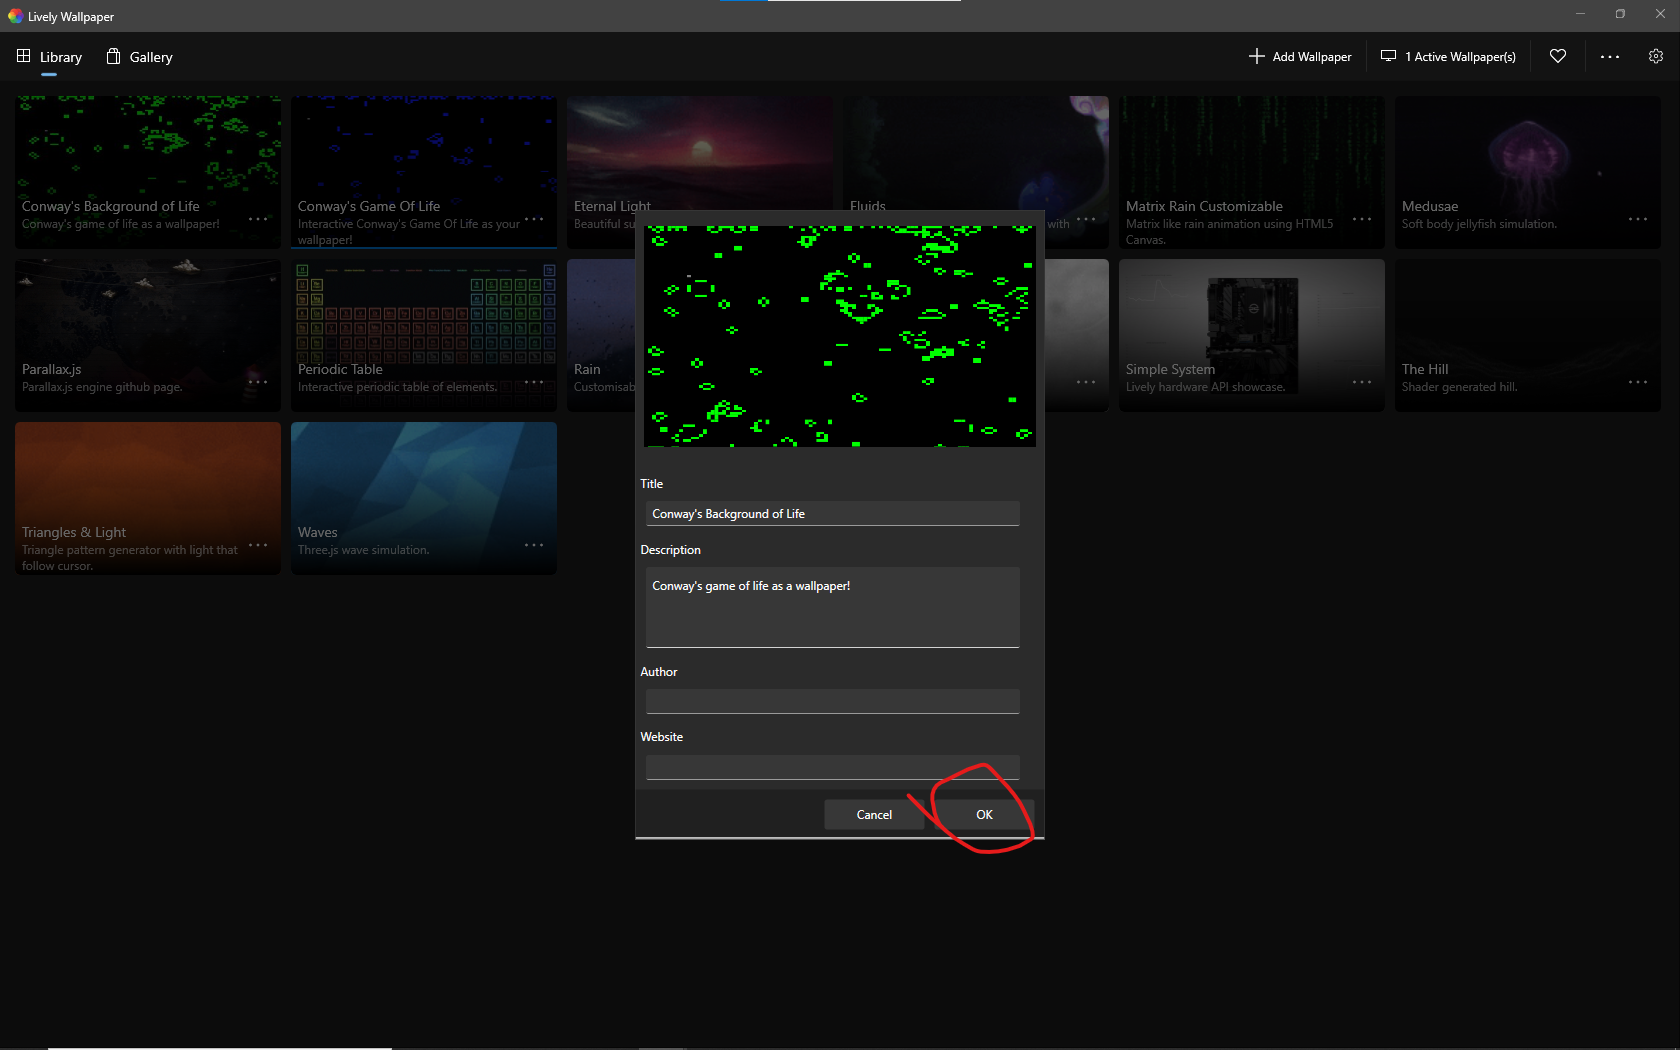 Lively Wallpaper
Library
Gallery
Add Wallpaper
1 Active Wallpaper(s)
Conway's Background of Life
Conway's game of life as a wallpaper!
Conway's Game Of Life
Interactive Conway's Game Of Life as your
wallpaper!
Eternal Light
Beautiful su
Fluids
with
Matrix Rain Customizable
Matrix like rain animation using HTML5
Canvas.
Medusae
Soft body jellyfish simulation.
Parallax.js
Parallax.js engine github page.
Periodic Table
Interactive periodic table of elements.
Rain
Customisab
Simple System
Lively hardware API showcase.
The Hill
Shader generated hill.
Triangles & Light
Triangle pattern generator with light that
follow cursor.
Waves
Three.js wave simulation.
Title
Conway's Background of Life
Description
Conway's game of life as a wallpaper!
Author
Website
Cancel
OK